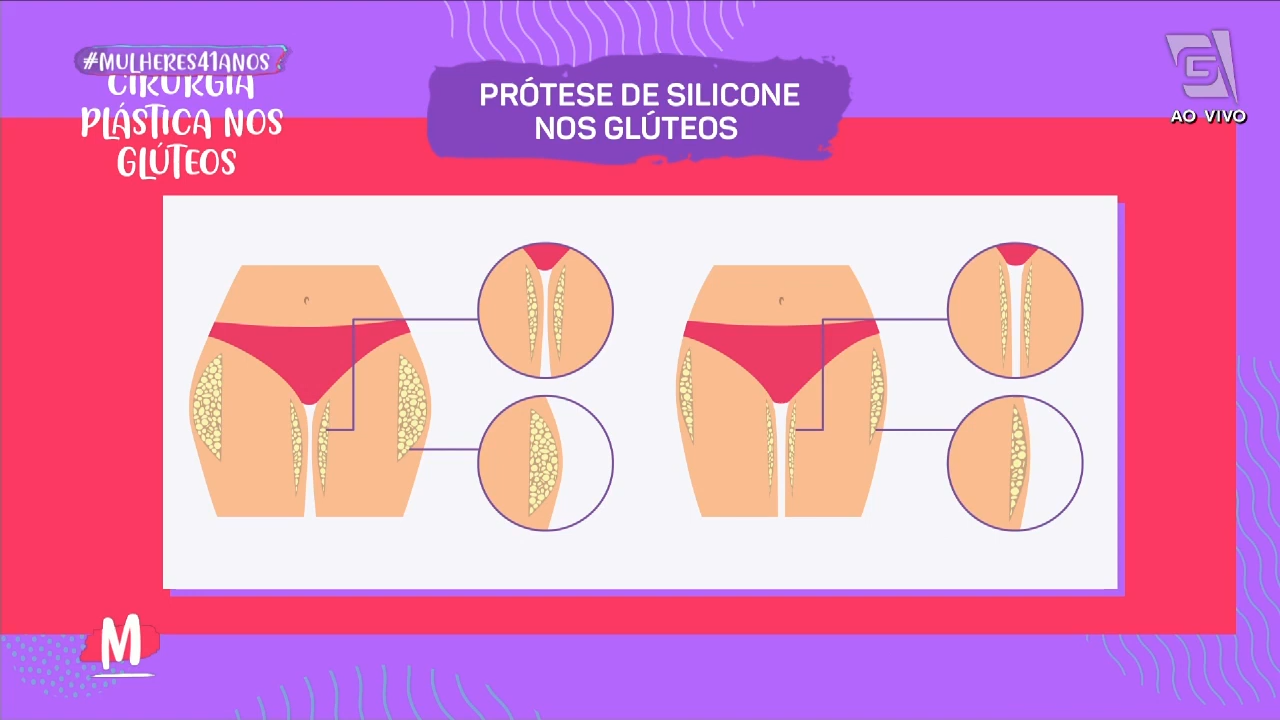 #MULHERES41ANOS
CIRURGIA
PLÁSTICA NOS
GLÚTEOS
PRÓTESE DE SILICONE
NOS GLÚTEOS
G
AO VIVO
M